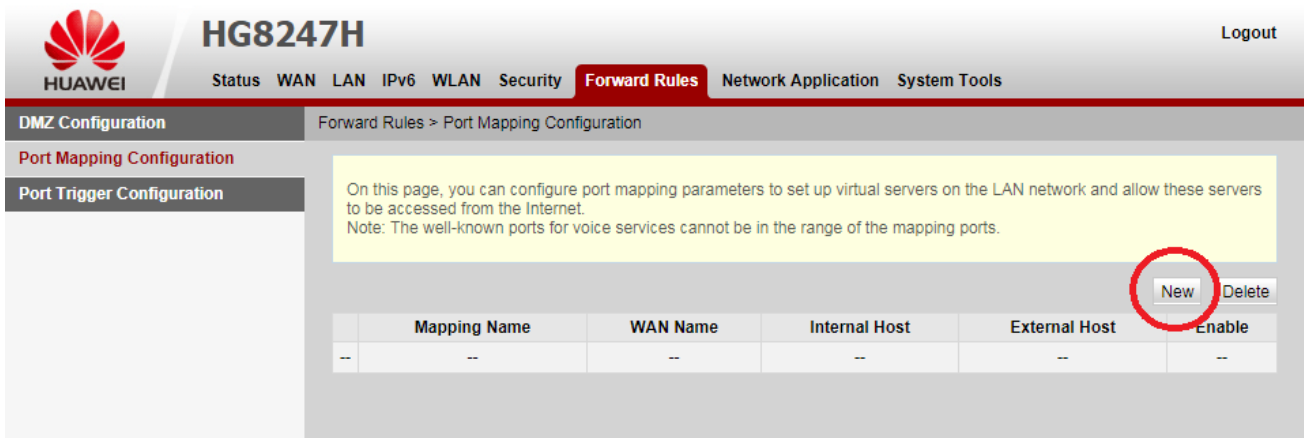 HUAWEI
HG8247H
Logout
Status WAN LAN IPv6 WLAN Security Forward Rules Network Application System Tools
DMZ Configuration
Port Mapping Configuration
Port Trigger Configuration
Forward Rules > Port Mapping Configuration
On this page, you can configure port mapping parameters to set up virtual servers on the LAN network and allow these servers
to be accessed from the Internet.
Note: The well-known ports for voice services cannot be in the range of the mapping ports.
New Delete
Mapping Name WAN Name Internal Host External Host Enable
-- -- -- -- -- --